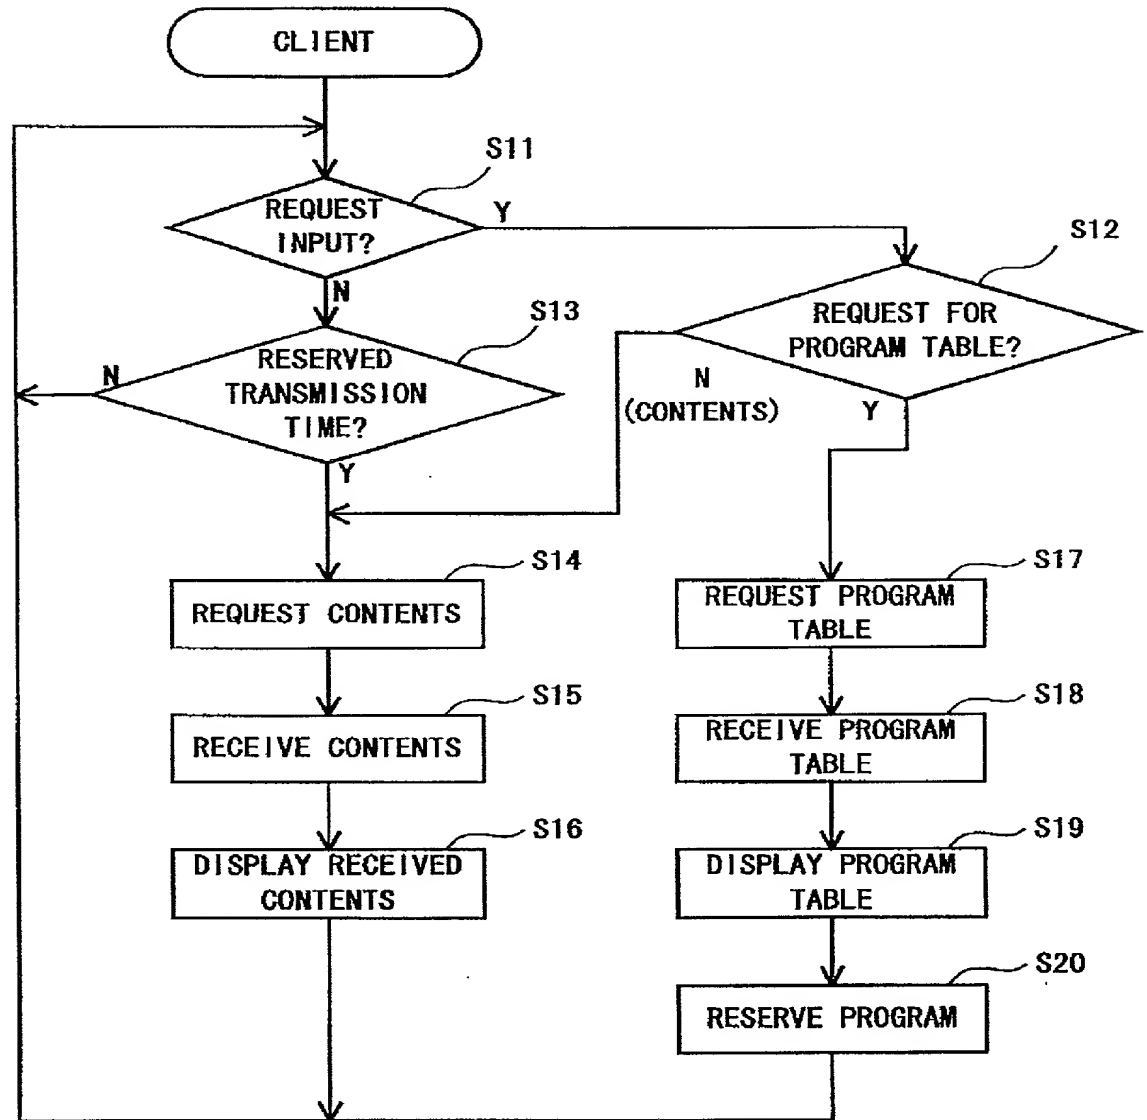 CLIENT
S11
REQUEST
INPUT?
Y
S12
N
S13
REQUEST FOR
PROGRAM TABLE?
RESERVED
TRANSMISSION
TIME?
N
N
(CONTENTS)
Y
Y
S14
REQUEST CONTENTS
S17
REQUEST PROGRAM
TABLE
S15
RECEIVE CONTENTS
S18
RECEIVE PROGRAM
TABLE
S16
DISPLAY RECEIVED
CONTENTS
S19
DISPLAY PROGRAM
TABLE
S20
RESERVE PROGRAM